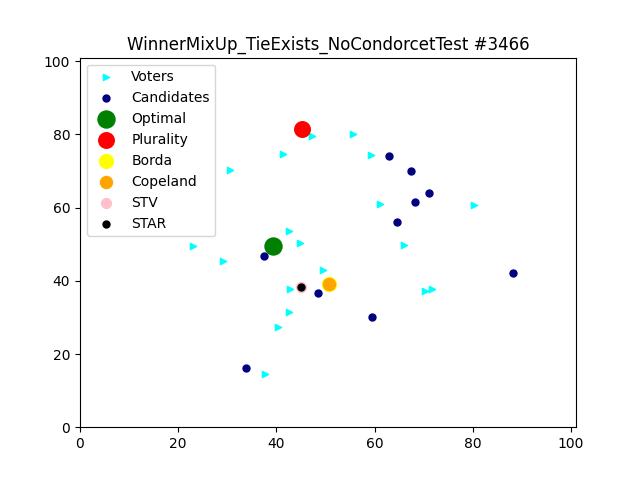 WinnerMixUp_TieExists_NoCondorcetTest #3466
Voters
Candidates
Optimal
Plurality
Borda
Copeland
STV
STAR
100
80
60
40
20
0
0
20
40
60
80
100